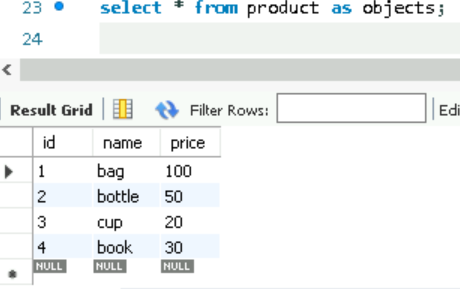 23 select * from product as objects;
24
Result Grid Filter Rows: Edi
id name price
1 bag 100
2 bottle 50
3 cup 20
4 book 30
NULL NULL NULL